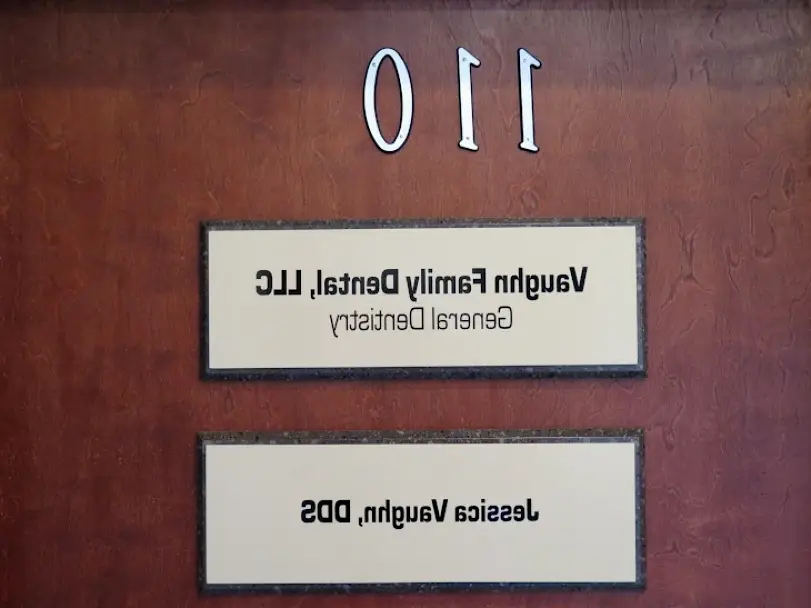 110
Vaughn Family Dental, LLC
General Dentistry
Jessica Vaughn, DDS